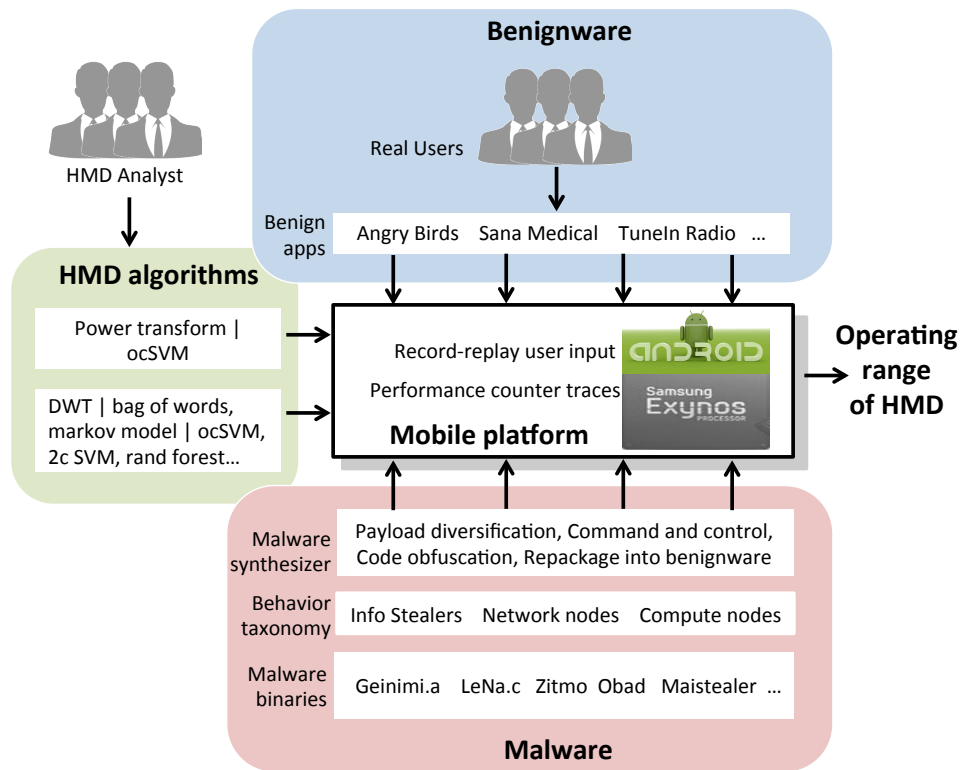 Benignware
Real Users
HMD Analyst
Benign
apps
Angry Birds Sana Medical TuneIn Radio ...
HMD algorithms
Power transform |
ocSVM
DWT | bag of words,
markov model | ocSVM,
2c SVM, rand forest...
Record-replay user input
Performance counter traces
Mobile platform
ANDROID
SAMSUNG
Exynos
PROCESSOR
Operating
range
of HMD
Malware
synthesizer
Payload diversification, Command and control,
Code obfuscation, Repackage into benignware
Behavior
taxonomy
Info Stealers Network nodes Compute nodes
Malware
binaries
Geinimi.a LeNa.c Zitmo Obad Maistealer ...
Malware